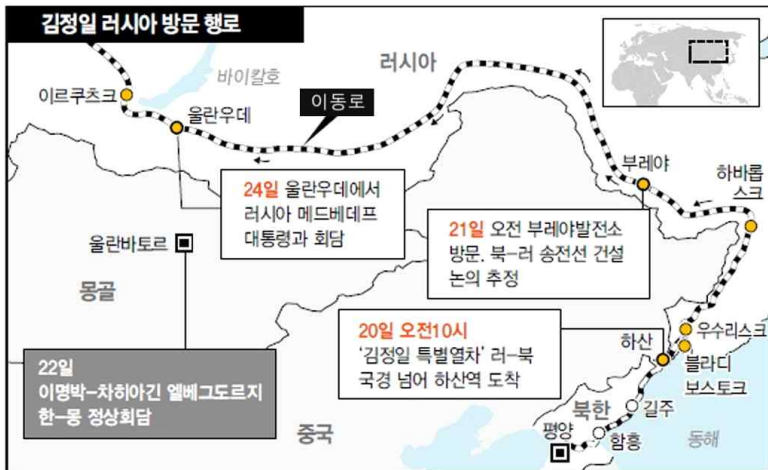 김정일 러시아 방문 행로
러시아
바이칼호
이르쿠츠크
울란우데
이동로
부레야
하바롭
스크
24일 울란우데에서
러시아 메드베데프
대통령과 회담
21일 오전 부레야발전소
방문. 북-러 송전선 건설
논의 추정
울란바토르
몽골
20일 오전10시
‘김정일 특별열차’ 러-북
국경 넘어 하산역 도착
하산
우수리스크
블라디
보스토크
22일
이명박-차히아긴 엘베그도르지
한-몽 정상회담
중국
북한
길주
평양
함흥
동해